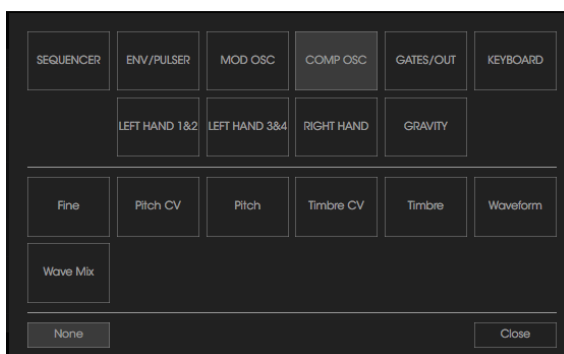 SEQUENCER ENV/PULSER MOD OSC COMP OSC GATES/OUT KEYBOARD
LEFT HAND 1&2 LEFT HAND 3&4 RIGHT HAND GRAVITY
Fine Pitch CV Pitch Timbre CV Timbre Waveform
Wave Mix
None Close